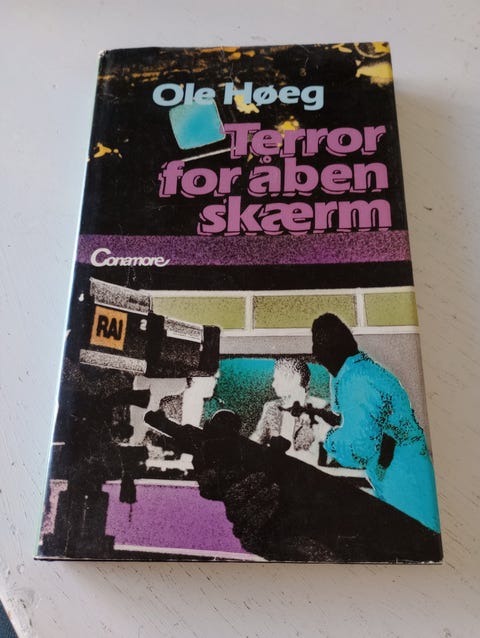 Ole Høeg
Terror
for åben
skærm
Conamore
RAI